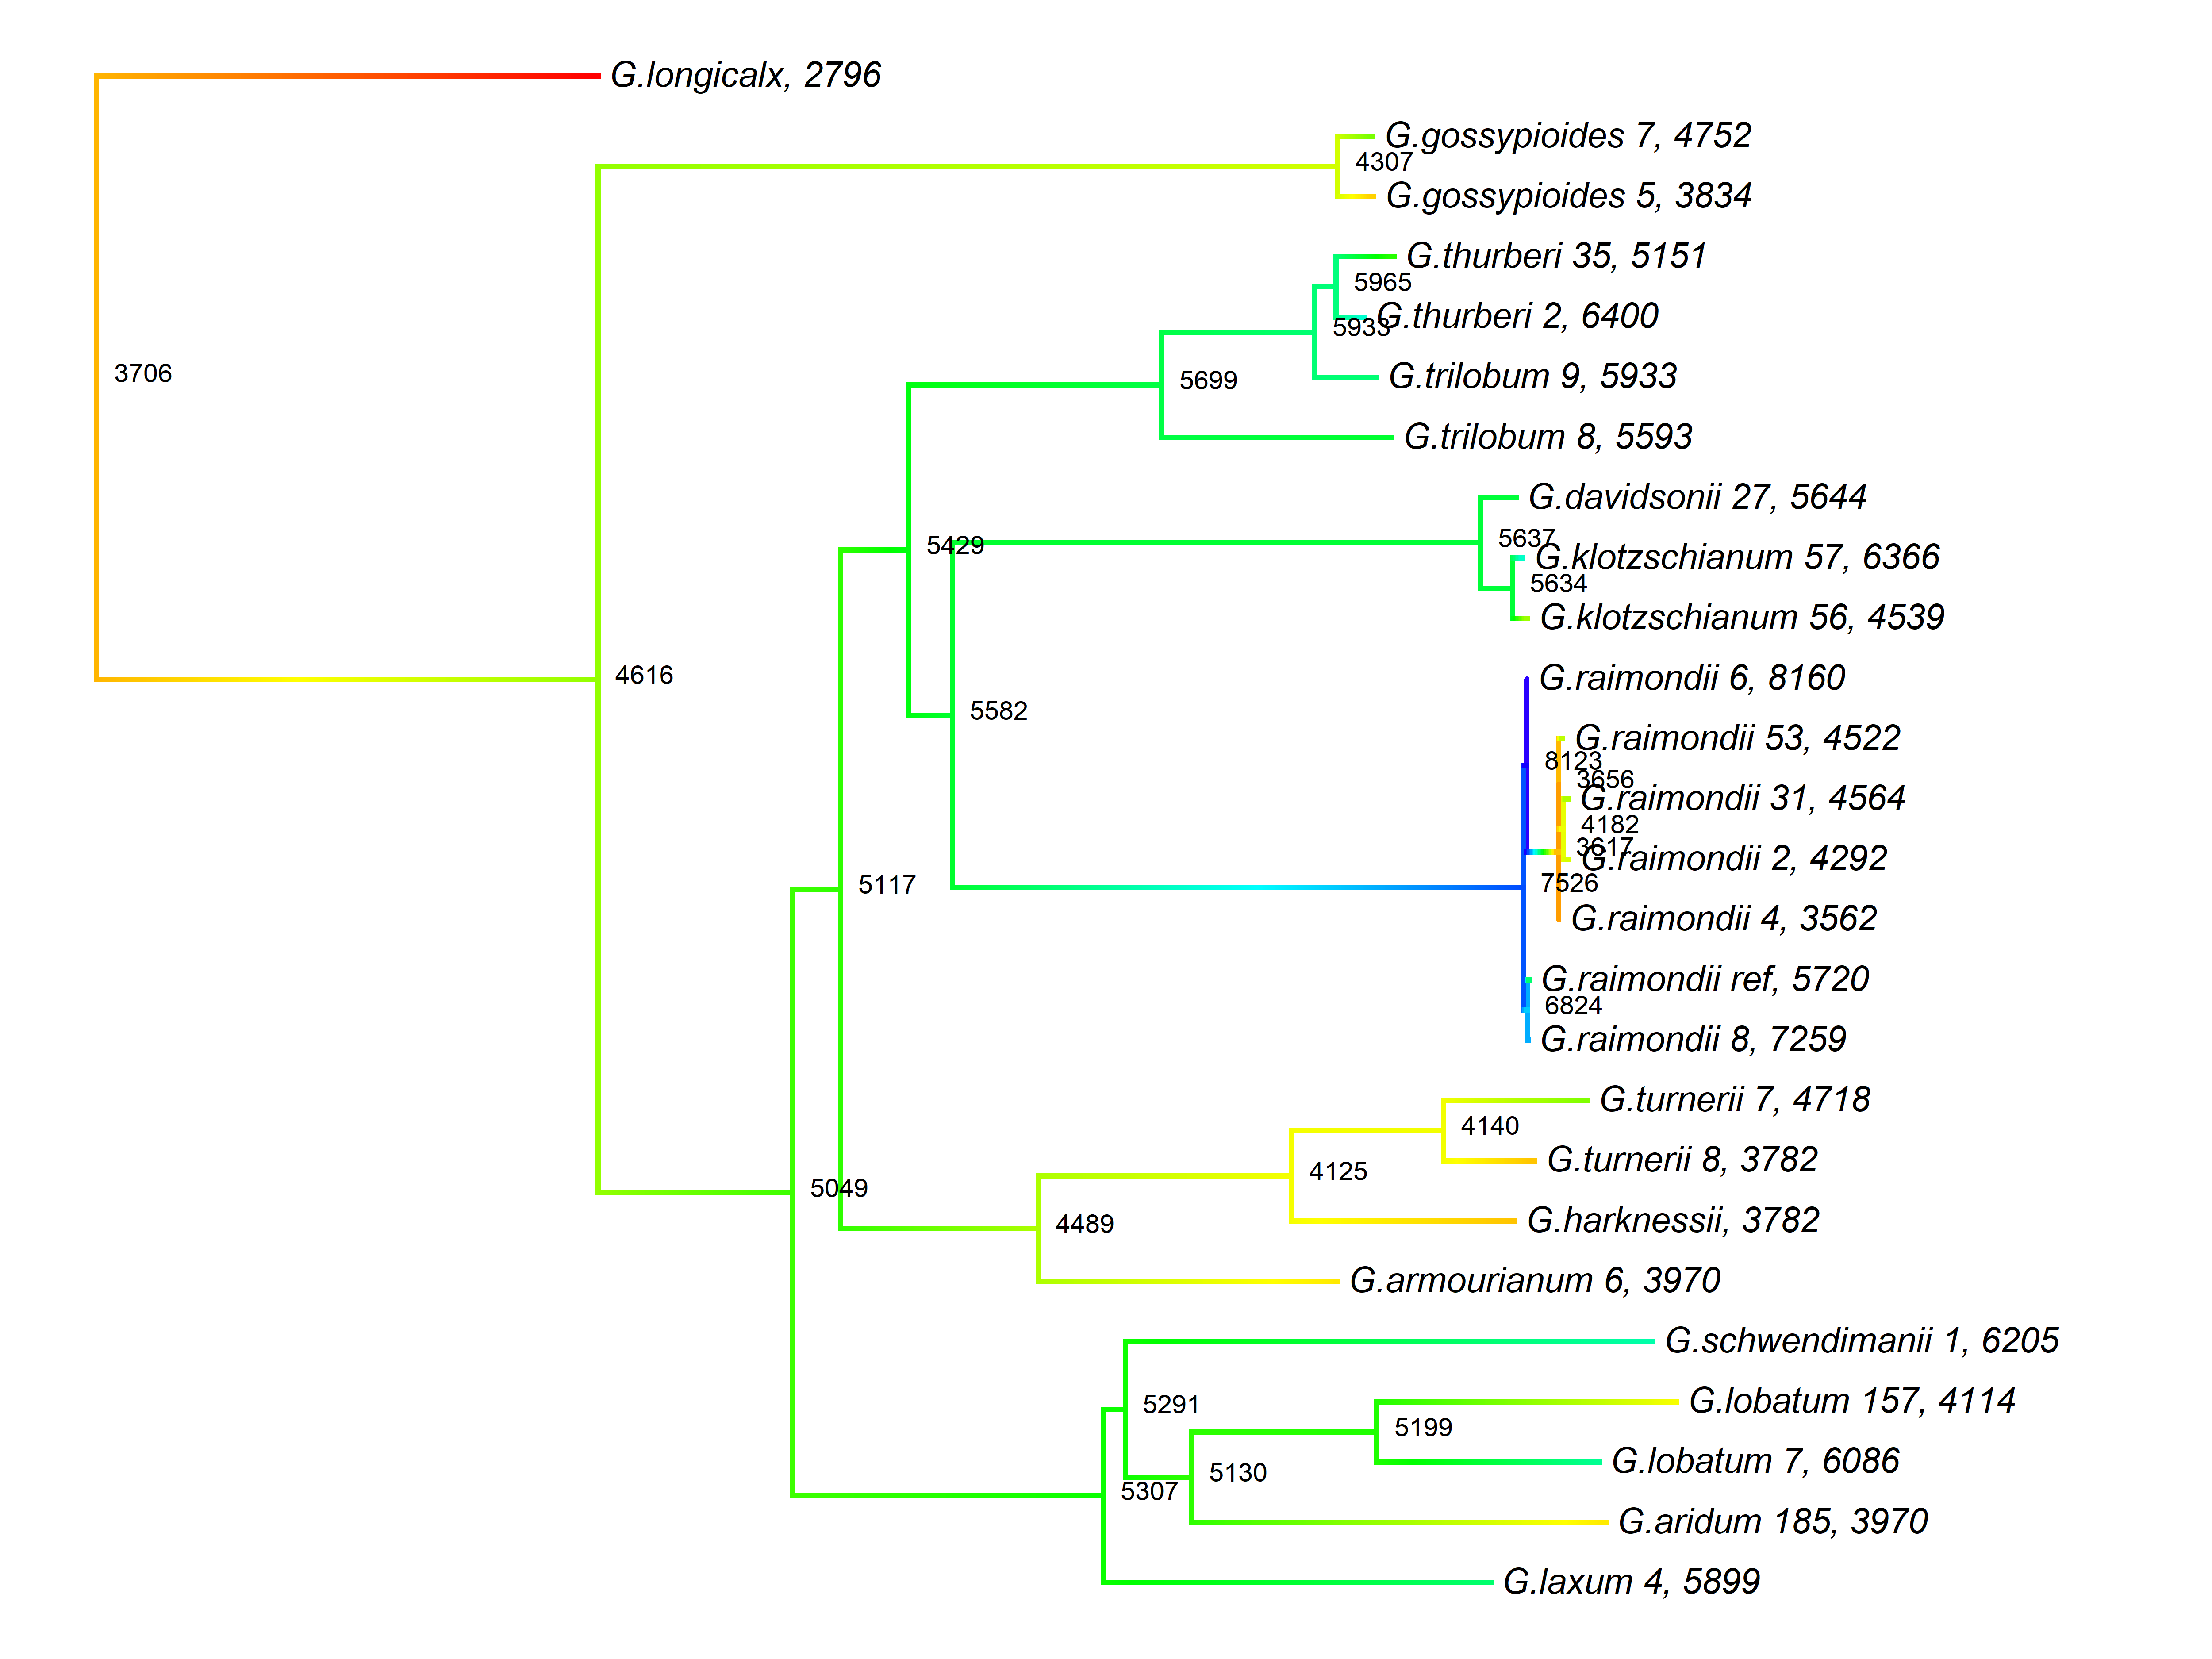 G.longicalx, 2796
G.gossypioides 7, 4752
4307
G.gossypioides 5, 3834
G.thurberi 35, 5151
5965
G.thurberi 2, 6400
5933
3706
G.trilobum 9, 5933
5699
G.trilobum 8, 5593
G.davidsonii 27, 5644
5637
5429
G.klotzschianum 57, 6366
5634
G.klotzschianum 56, 4539
4616
G.raimondii 6, 8160
5582
G.raimondii 53, 4522
8123
3656
G.raimondii 31, 4564
4182
3617
G.raimondii 2, 4292
5117
7526
G.raimondii 4, 3562
G.raimondii ref, 5720
6824
G.raimondii 8, 7259
G.turnerii 7, 4718
4140
G.turnerii 8, 3782
4125
5049
G.harknessii, 3782
4489
G.armourianum 6, 3970
G.schwendimanii 1, 6205
G.lobatum 157, 4114
5291
5199
G.lobatum 7, 6086
5130
5307
G.aridum 185, 3970
G.laxum 4, 5899